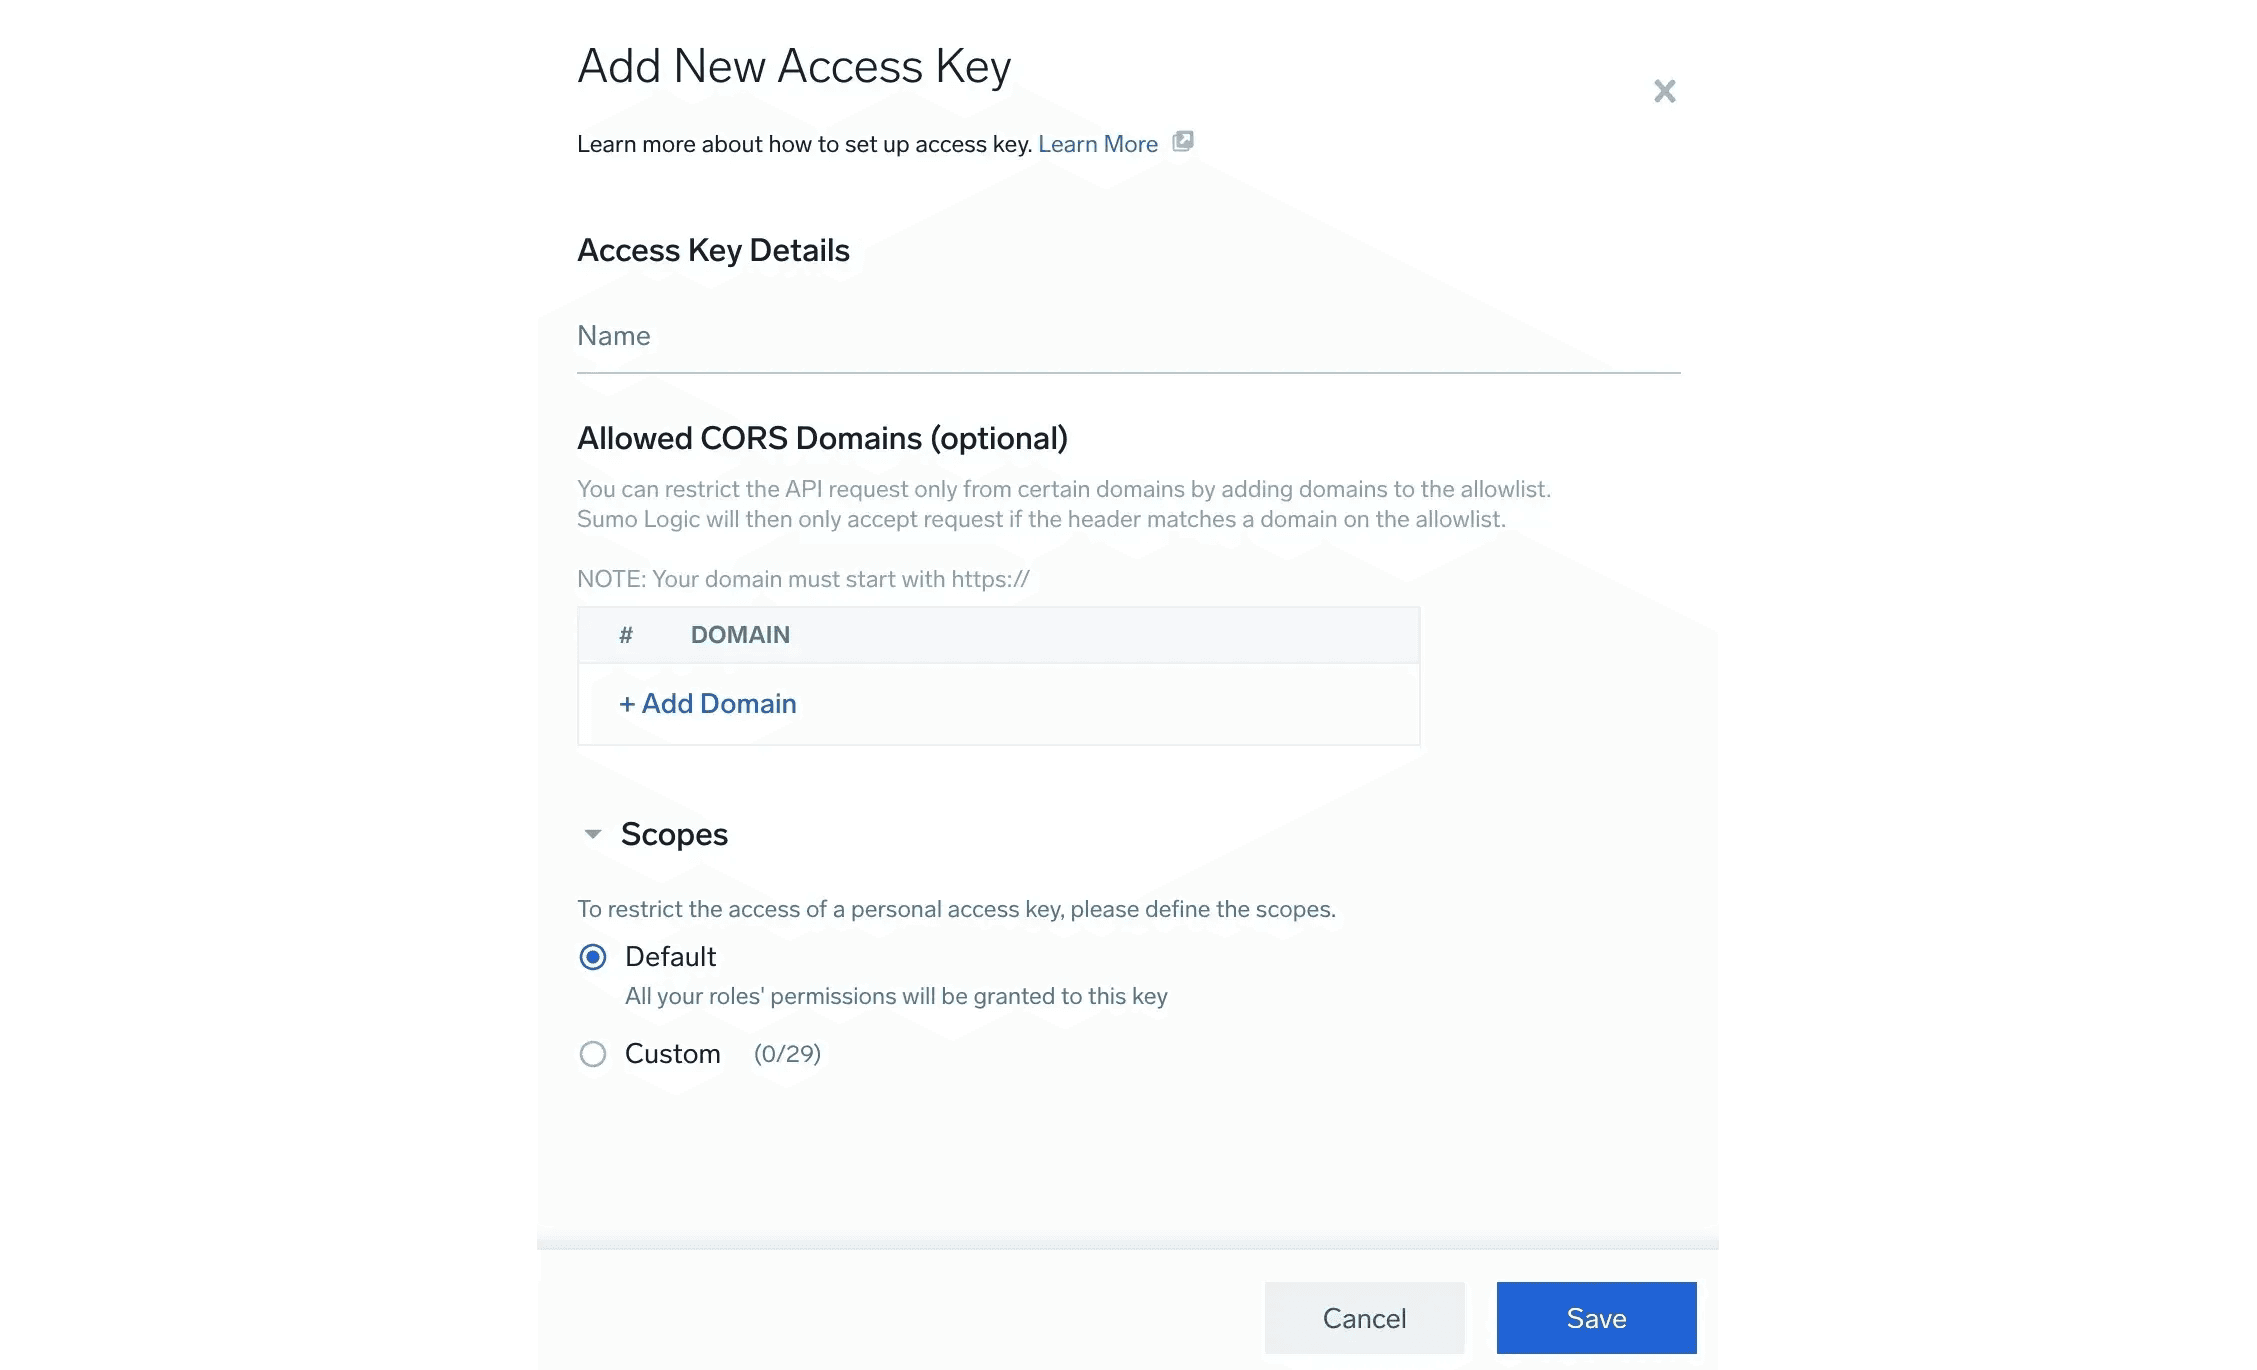 Add New Access Key
Learn more about how to set up access key. Learn More
Access Key Details
Name
Allowed CORS Domains (optional)
You can restrict the API request only from certain domains by adding domains to the allowlist.
Sumo Logic will then only accept request if the header matches a domain on the allowlist.
NOTE: Your domain must start with https://
# DOMAIN
+ Add Domain
Scopes
To restrict the access of a personal access key, please define the scopes.
Default
All your roles' permissions will be granted to this key
Custom (0/29)
Cancel Save